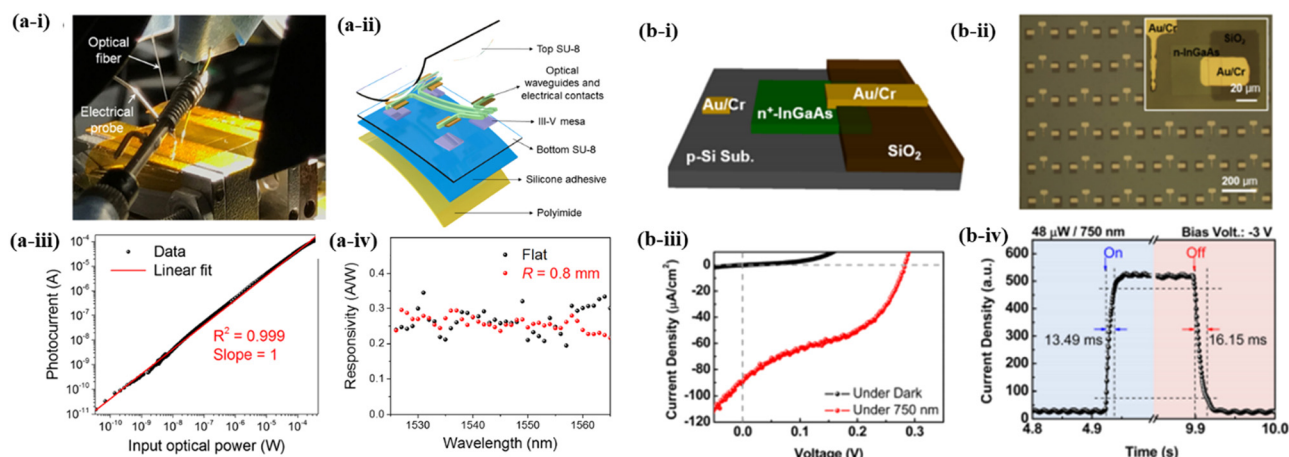 (a-i)
Optical
fiber
Electrical
probe
(a-ii)
Top SU-8
Optical
waveguides and
electrical contacts
III-V mesa
Bottom SU-8
Silicone adhesive
Polyimide
(b-i)
Au/Cr
Au/Cr
n⁺-InGaAs
SiO₂
p-Si Sub.
(b-ii)
Au/Cr
SiO₂
n-InGaAs
Au/Cr
20 µm
200 µm
(a-iii)
Photocurrent (A)
10⁻⁴
10⁻⁵
10⁻⁶
10⁻⁷
10⁻⁸
10⁻⁹
10⁻¹⁰
10⁻¹¹
Data
Linear fit
R² = 0.999
Slope = 1
10⁻¹⁰ 10⁻⁹ 10⁻⁸ 10⁻⁷ 10⁻⁶ 10⁻⁵ 10⁻⁴
Input optical power (W)
(a-iv)
Responsivity (A/W)
0.4
0.3
0.2
0.1
0.0
Flat
R = 0.8 mm
1530 1540 1550 1560
Wavelength (nm)
(b-iii)
Current Density (µA/cm²)
0
-20
-40
-60
-80
-100
-120
Under Dark
Under 750 nm
0.0 0.1 0.2 0.3
Voltage (V)
(b-iv)
48 µW / 750 nm Bias Volt.: -3 V
Current Density (a.u.)
600
500
400
300
200
100
0
On
Off
13.49 ms
16.15 ms
4.8 4.9 9.9 10.0
Time (s)